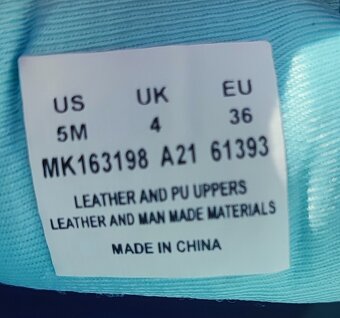 US UK EU
5M 4 36
MK163198 A21 61393
LEATHER AND PU UPPERS
LEATHER AND MAN MADE MATERIALS
MADE IN CHINA